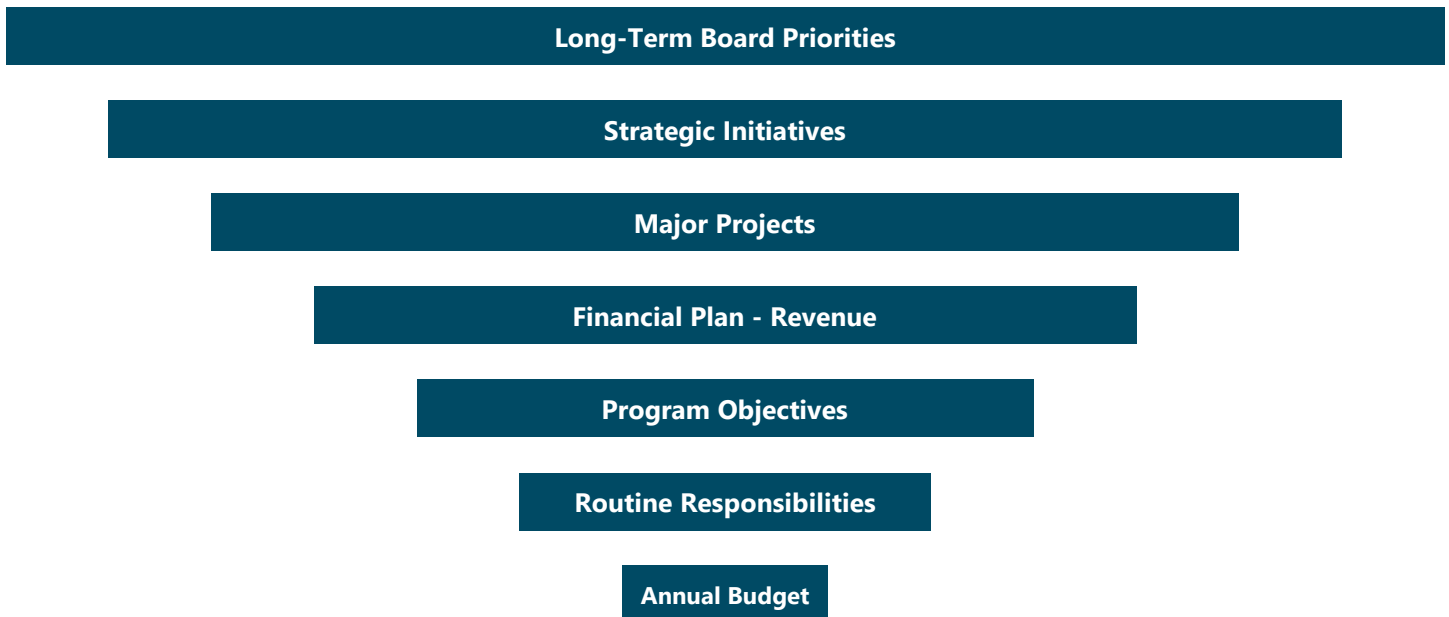 Long-Term Board Priorities
Strategic Initiatives
Major Projects
Financial Plan - Revenue
Program Objectives
Routine Responsibilities
Annual Budget